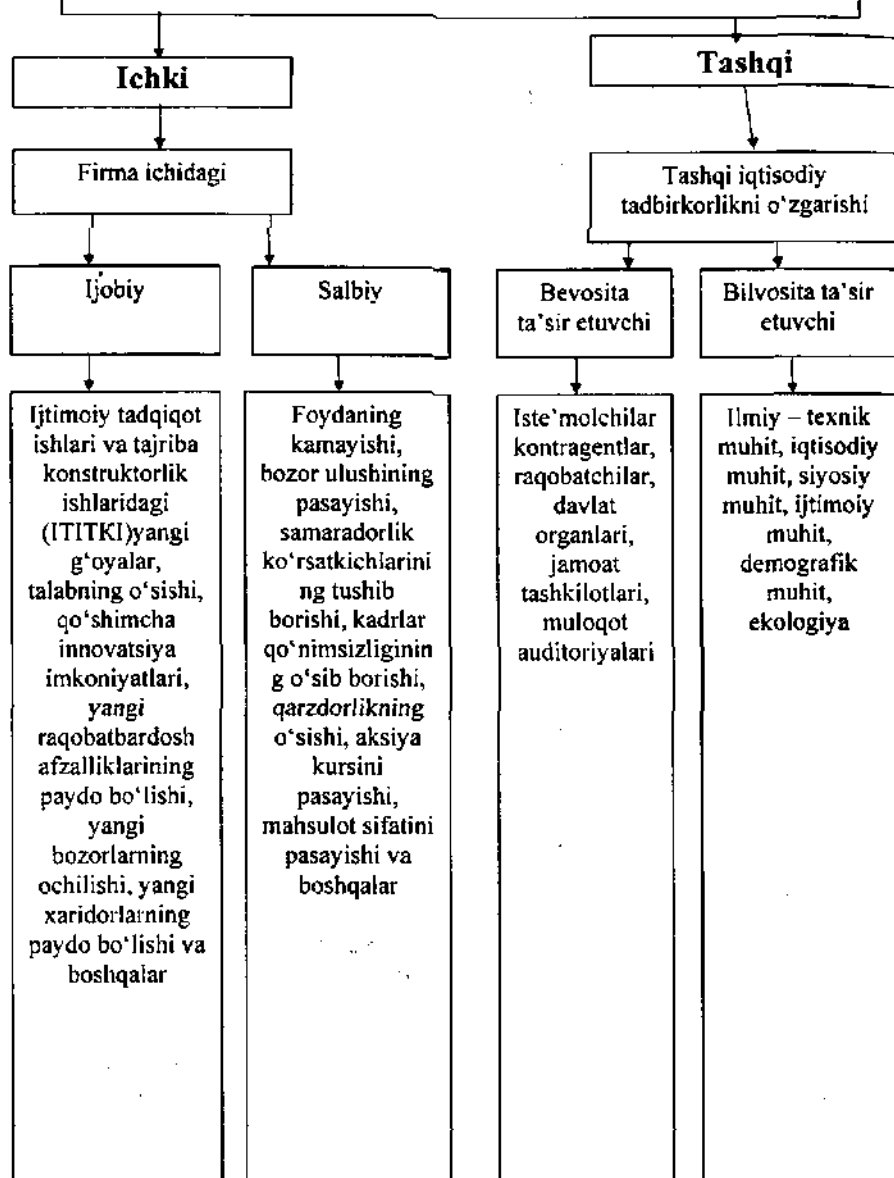 Ichki
Tashqi
Firma ichidagi
Tashqi iqtisodiy
tadbirkorlikni o‘zgarishi
Ijobiy
Salbiy
Bevosita
ta’sir etuvchi
Bilvosita ta’sir
etuvchi
Ijtimoiy tadqiqot
ishlari va tajriba
konstruktorlik
ishlaridagi
(ITITKI)yangi
g‘oyalar,
talabning o‘sishi,
qo‘shimcha
innovatsiya
imkoniyatlari,
yangi
raqobatbardosh
afzalliklarining
paydo bo‘lishi,
yangi
bozorlarning
ochilishi, yangi
xaridorlarning
paydo bo‘lishi va
boshqalar
Foydaning
kamayishi,
bozor ulushining
pasayishi,
samaradorlik
ko‘rsatkichlarini
ng tushib
borishi, kadrlar
qo‘nimsizliginin
g o‘sib borishi,
qarzdorlikning
o‘sishi, aksiya
kursini
pasayishi,
mahsulot sifatini
pasayishi va
boshqalar
Iste’molchilar
kontragentlar,
raqobatchilar,
davlat
organlari,
jamoat
tashkilotlari,
muloqot
auditoriyalari
Ilmiy – texnik
muhit, iqtisodiy
muhit, siyosiy
muhit, ijtimoiy
muhit,
demografik
muhit,
ekologiya